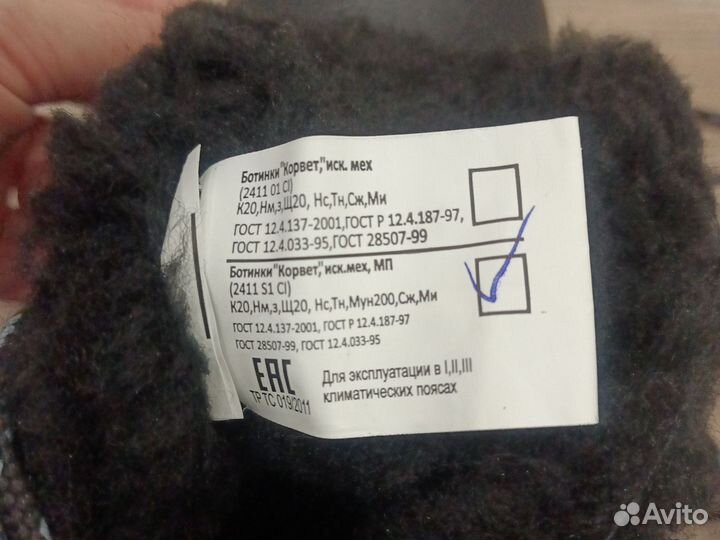 Ботинки"Корвет,"иск. мех
(2411 01 CI)
К20,Нм,з,Щ20, Нс,Тн,Сж,Ми
ГОСТ 12.4.137-2001,ГОСТ Р 12.4.187-97,
ГОСТ 12.4.033-95,ГОСТ 28507-99
Ботинки "Корвет,"иск.мех, МП
(2411 S1 CI)
К20,Нм,з,Щ20, Нс,Тн,Мун200,Сж,Ми
ГОСТ 12.4.137-2001, ГОСТ Р 12.4.187-97
ГОСТ 28507-99, ГОСТ 12.4.033-95
EAC
ТР ТС 019/2011
Для эксплуатации в I,II,III
климатических поясах
Avito